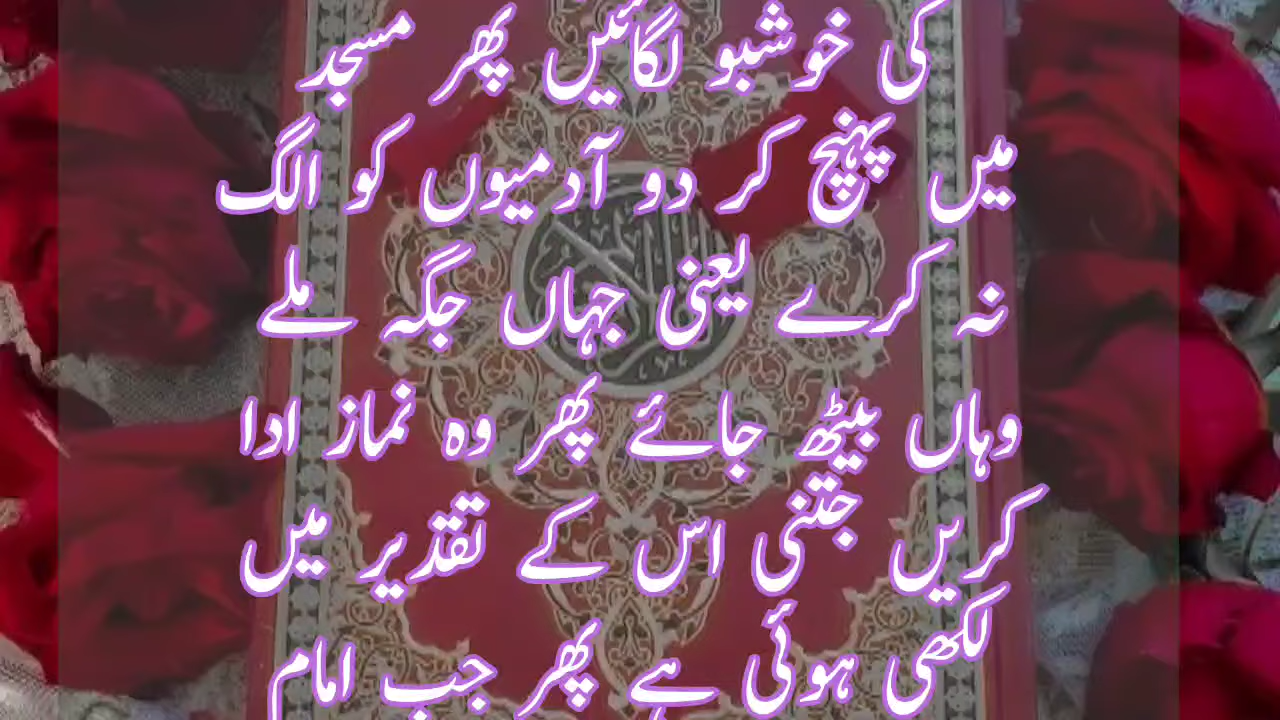 کی خوشبو لگائیں پھر مسجد
میں پہنچ کر دو آدمیوں کو الگ
نہ کرے یعنی جہاں جگہ ملے
وہاں بیٹھ جائے پھر وہ نماز ادا
کریں جتنی اس کے تقدیر میں
لکھی ہوئی ہے پھر جب امام